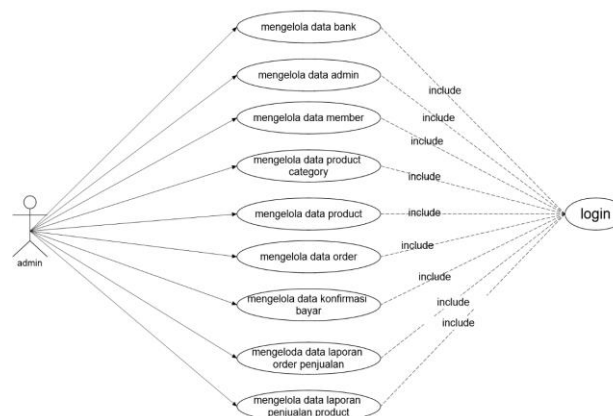 mengelola data bank
mengelola data admin
include
mengelola data member
include
mengelola data product
category
include
mengelola data product
include
login
mengelola data order
include
admin
mengelola data konfirmasi
bayar
include
include
mengeloda data laporan
order penjualan
include
mengelola data laporan
penjualan product